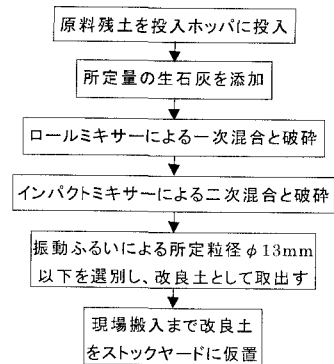 原料残土を投入ホッパに投入
所定量の生石灰を添加
ロールミキサーによる一次混合と破砕
インパクトミキサーによる二次混合と破砕
振動ふるいによる所定粒径φ13mm
以下を選別し、改良土として取出す
現場搬入まで改良土
をストックヤードに仮置